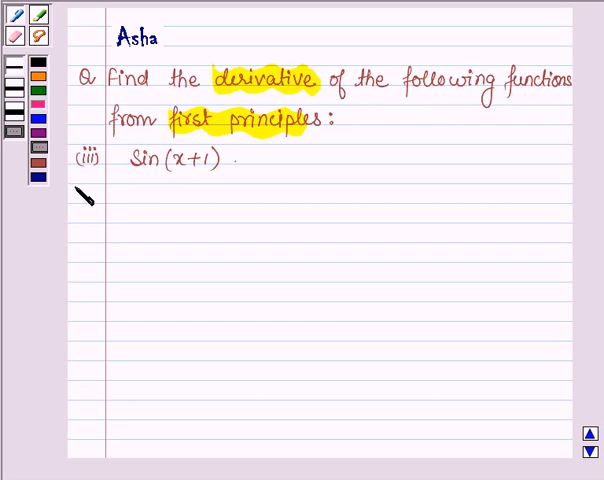 Asha
Q Find the derivative of the following functions
from first principles:
(iii) Sin (x+1).